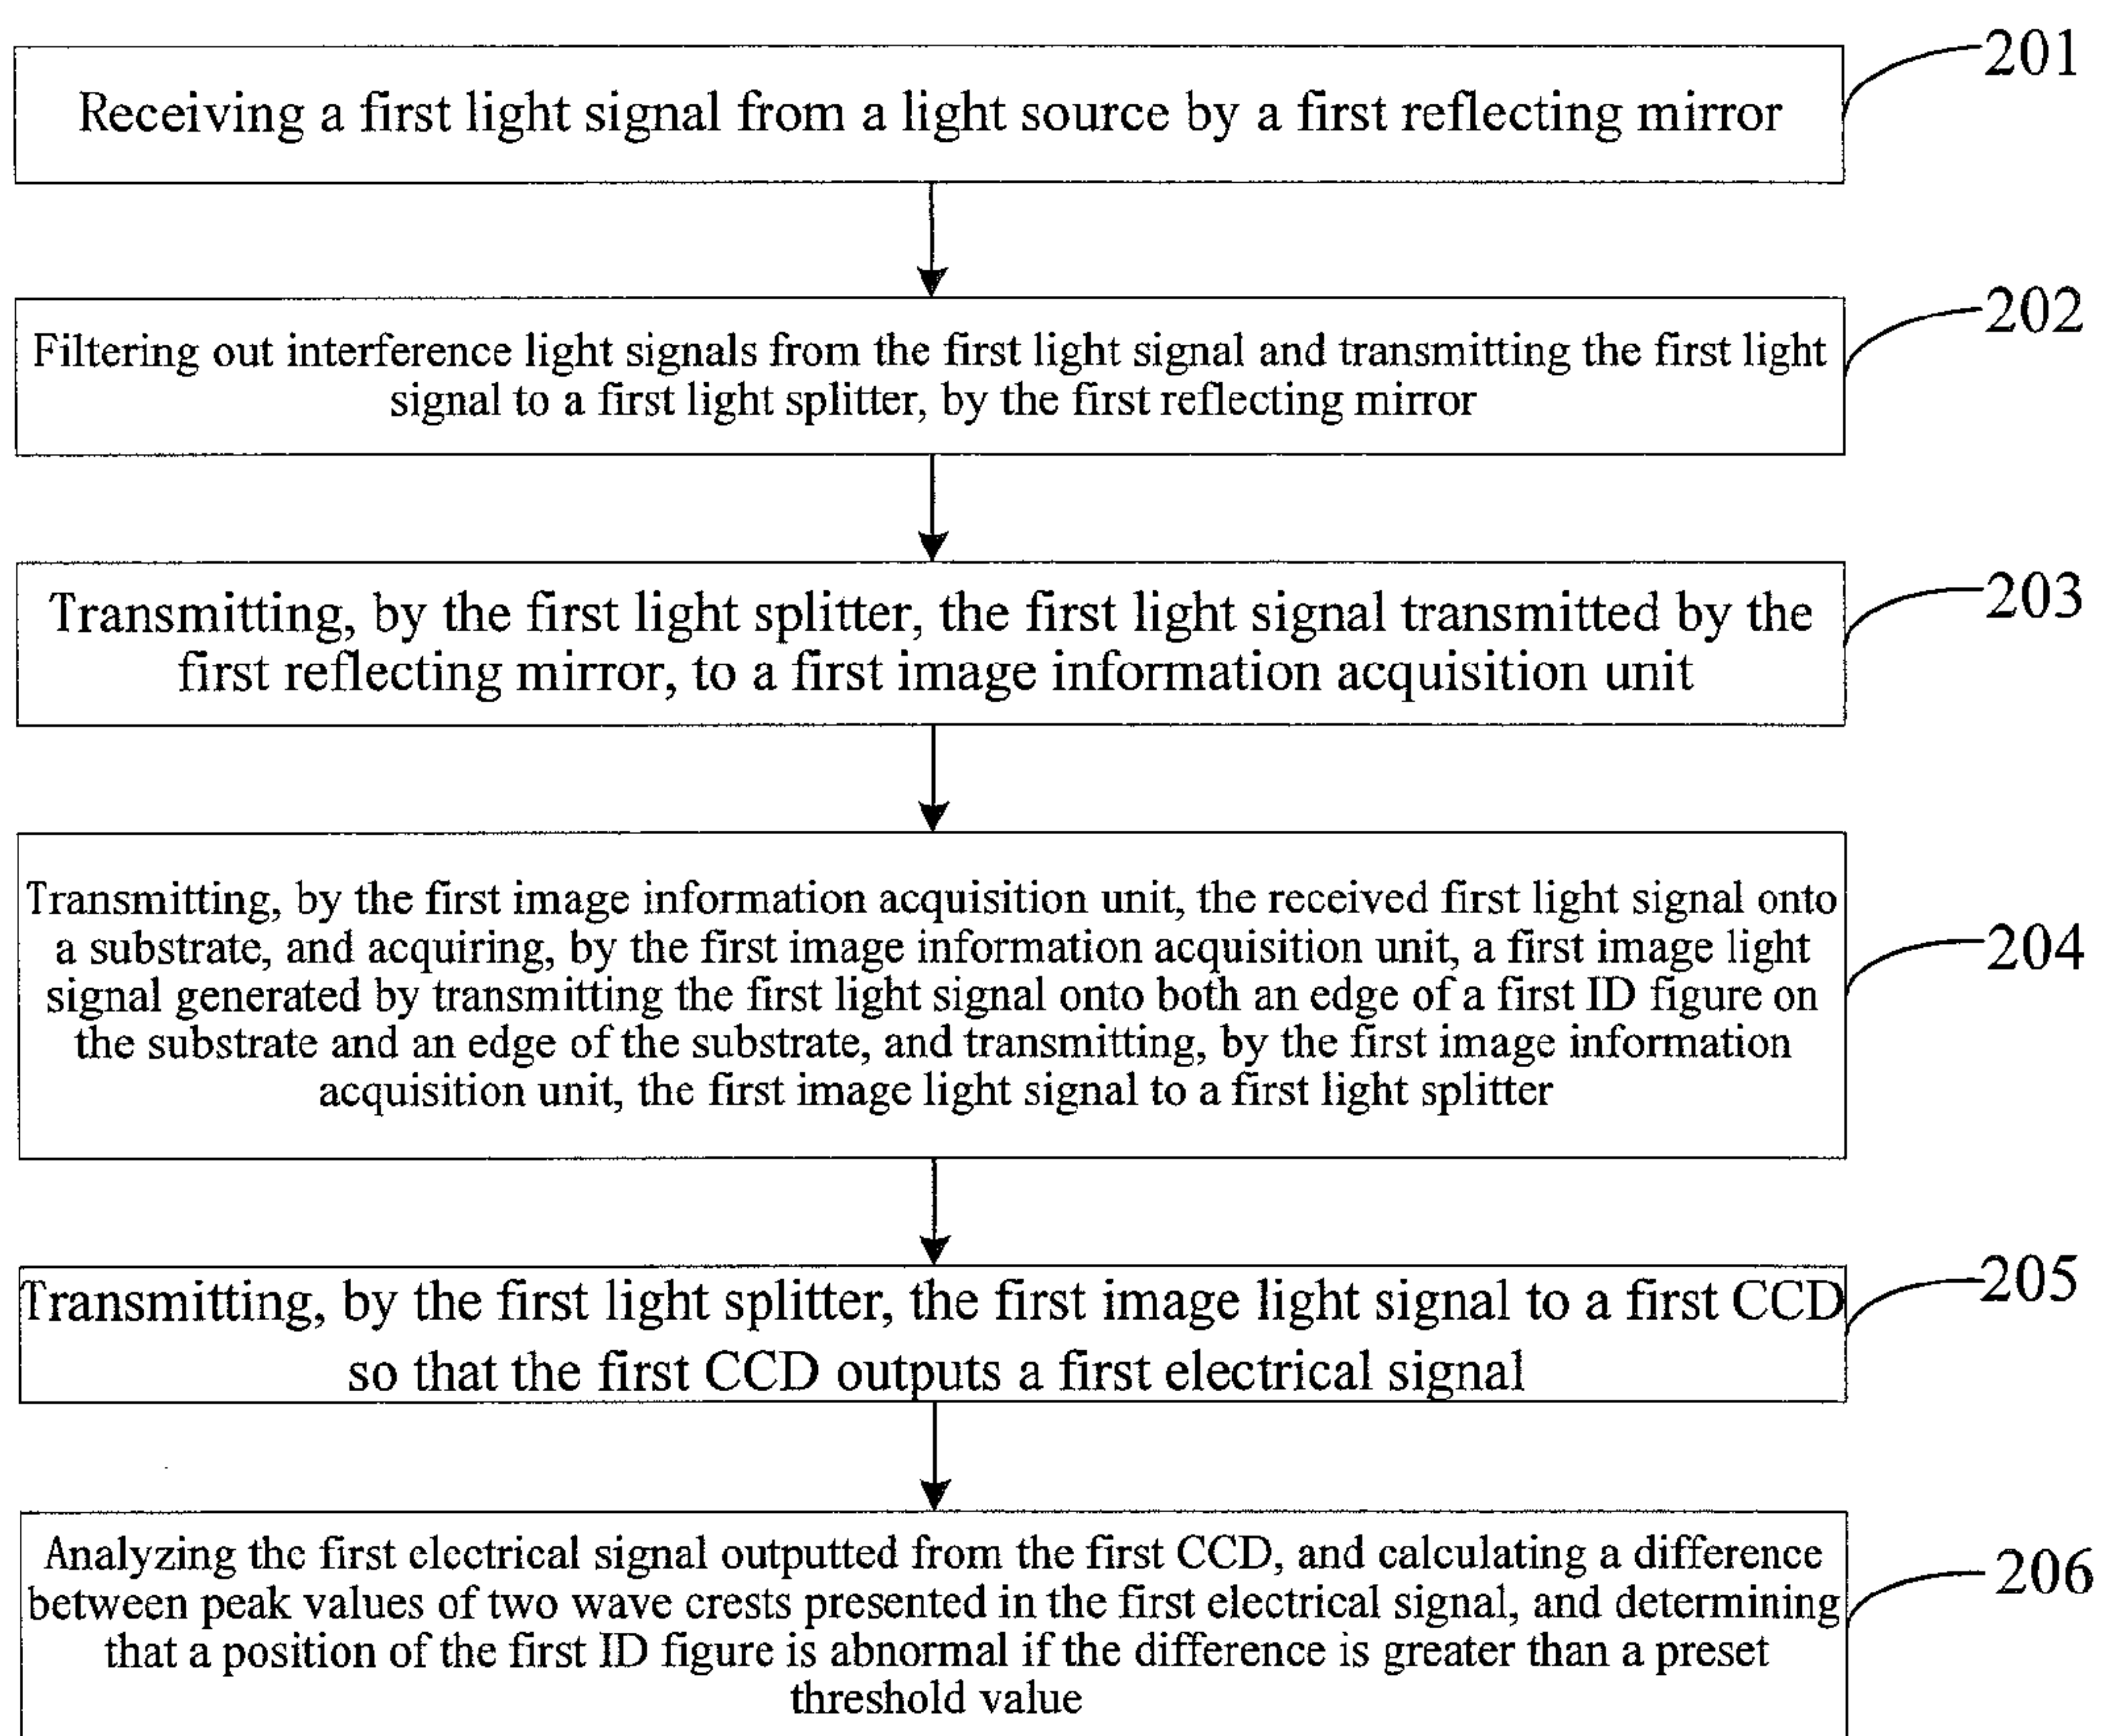 Receiving a first light signal from a light source by a first reflecting mirror
201
Filtering out interference light signals from the first light signal and transmitting the first light
signal to a first light splitter, by the first reflecting mirror
202
Transmitting, by the first light splitter, the first light signal transmitted by the
first reflecting mirror, to a first image information acquisition unit
203
Transmitting, by the first image information acquisition unit, the received first light signal onto
a substrate, and acquiring, by the first image information acquisition unit, a first image light
signal generated by transmitting the first light signal onto both an edge of a first ID figure on
the substrate and an edge of the substrate, and transmitting, by the first image information
acquisition unit, the first image light signal to a first light splitter
204
Transmitting, by the first light splitter, the first image light signal to a first CCD
so that the first CCD outputs a first electrical signal
205
Analyzing the first electrical signal outputted from the first CCD, and calculating a difference
between peak values of two wave crests presented in the first electrical signal, and determining
that a position of the first ID figure is abnormal if the difference is greater than a preset
threshold value
206